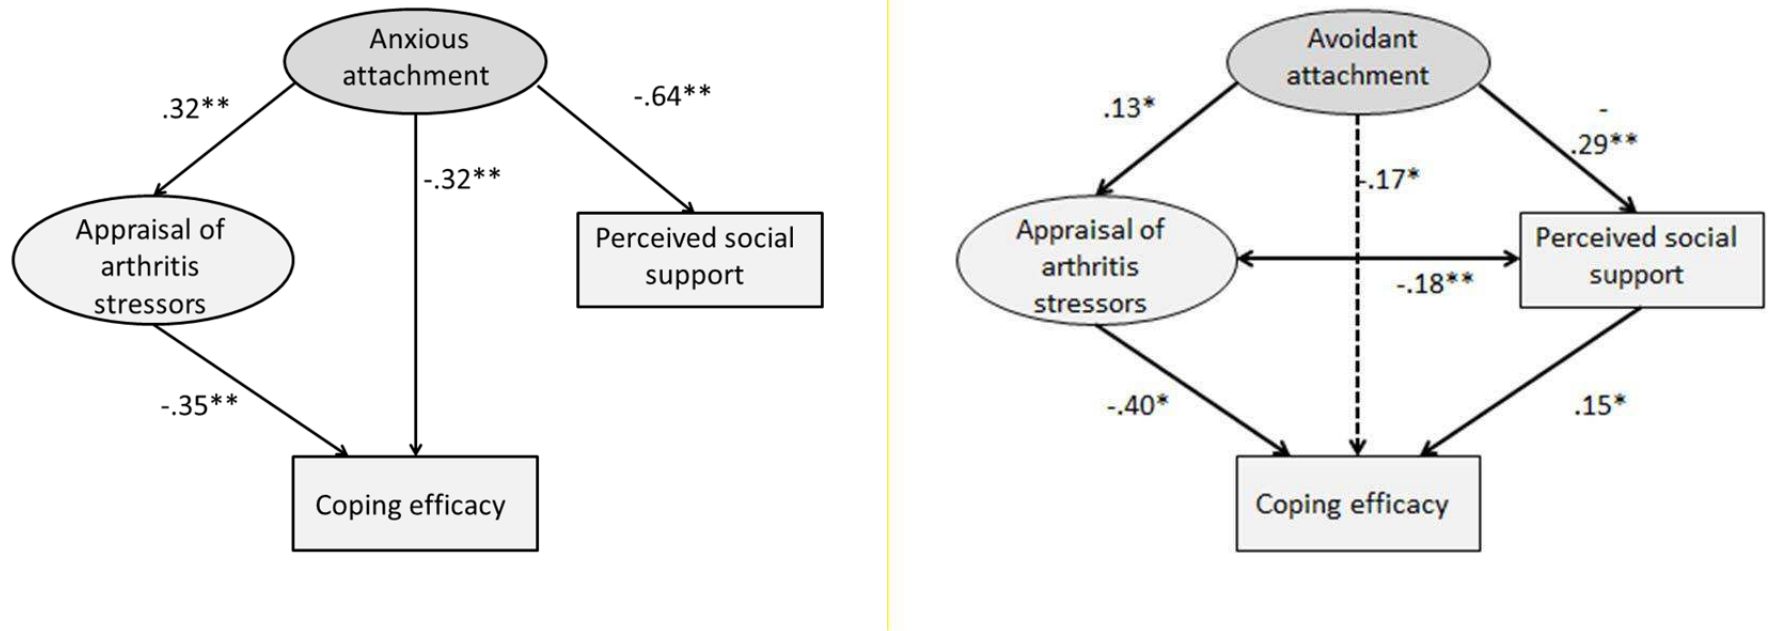 Anxious
attachment
.32**
-.64**
-.32**
Appraisal of
arthritis
stressors
Perceived social
support
-.35**
Coping efficacy
Avoidant
attachment
.13*
-
.29**
-.17*
Appraisal of
arthritis
stressors
Perceived social
support
-.18**
-.40*
.15*
Coping efficacy